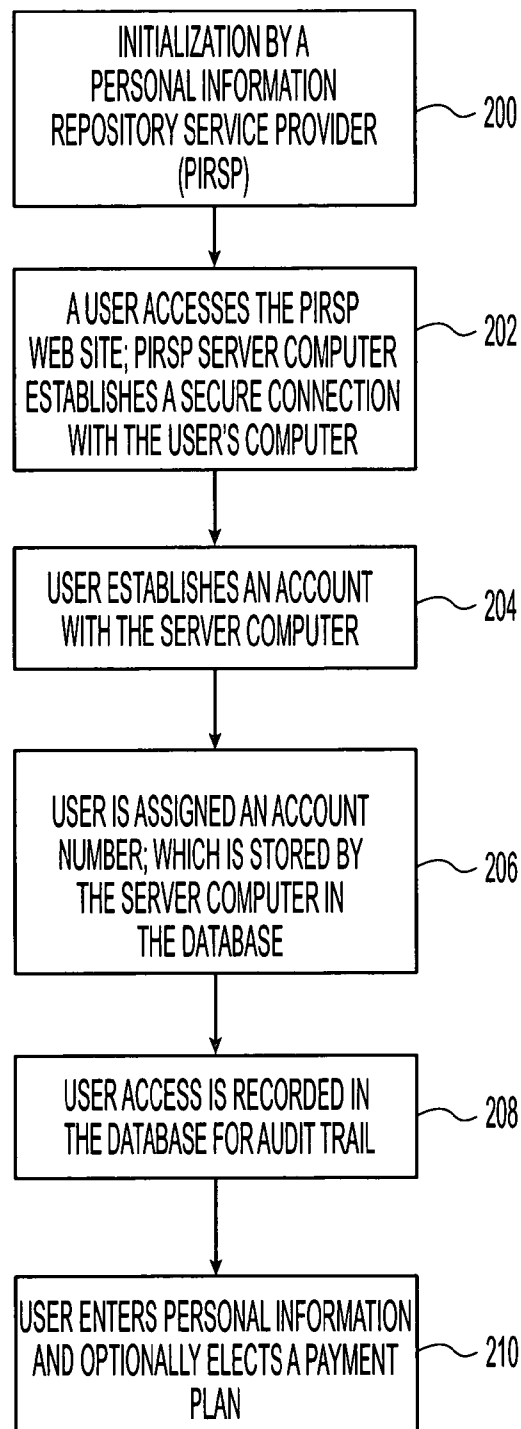 INITIALIZATION BY A
PERSONAL INFORMATION
REPOSITORY SERVICE PROVIDER
(PIRSP)
200
A USER ACCESSES THE PIRSP
WEB SITE; PIRSP SERVER COMPUTER
ESTABLISHES A SECURE CONNECTION
WITH THE USER'S COMPUTER
202
USER ESTABLISHES AN ACCOUNT
WITH THE SERVER COMPUTER
204
USER IS ASSIGNED AN ACCOUNT
NUMBER; WHICH IS STORED BY
THE SERVER COMPUTER IN
THE DATABASE
206
USER ACCESS IS RECORDED IN
THE DATABASE FOR AUDIT TRAIL
208
USER ENTERS PERSONAL INFORMATION
AND OPTIONALLY ELECTS A PAYMENT
PLAN
210